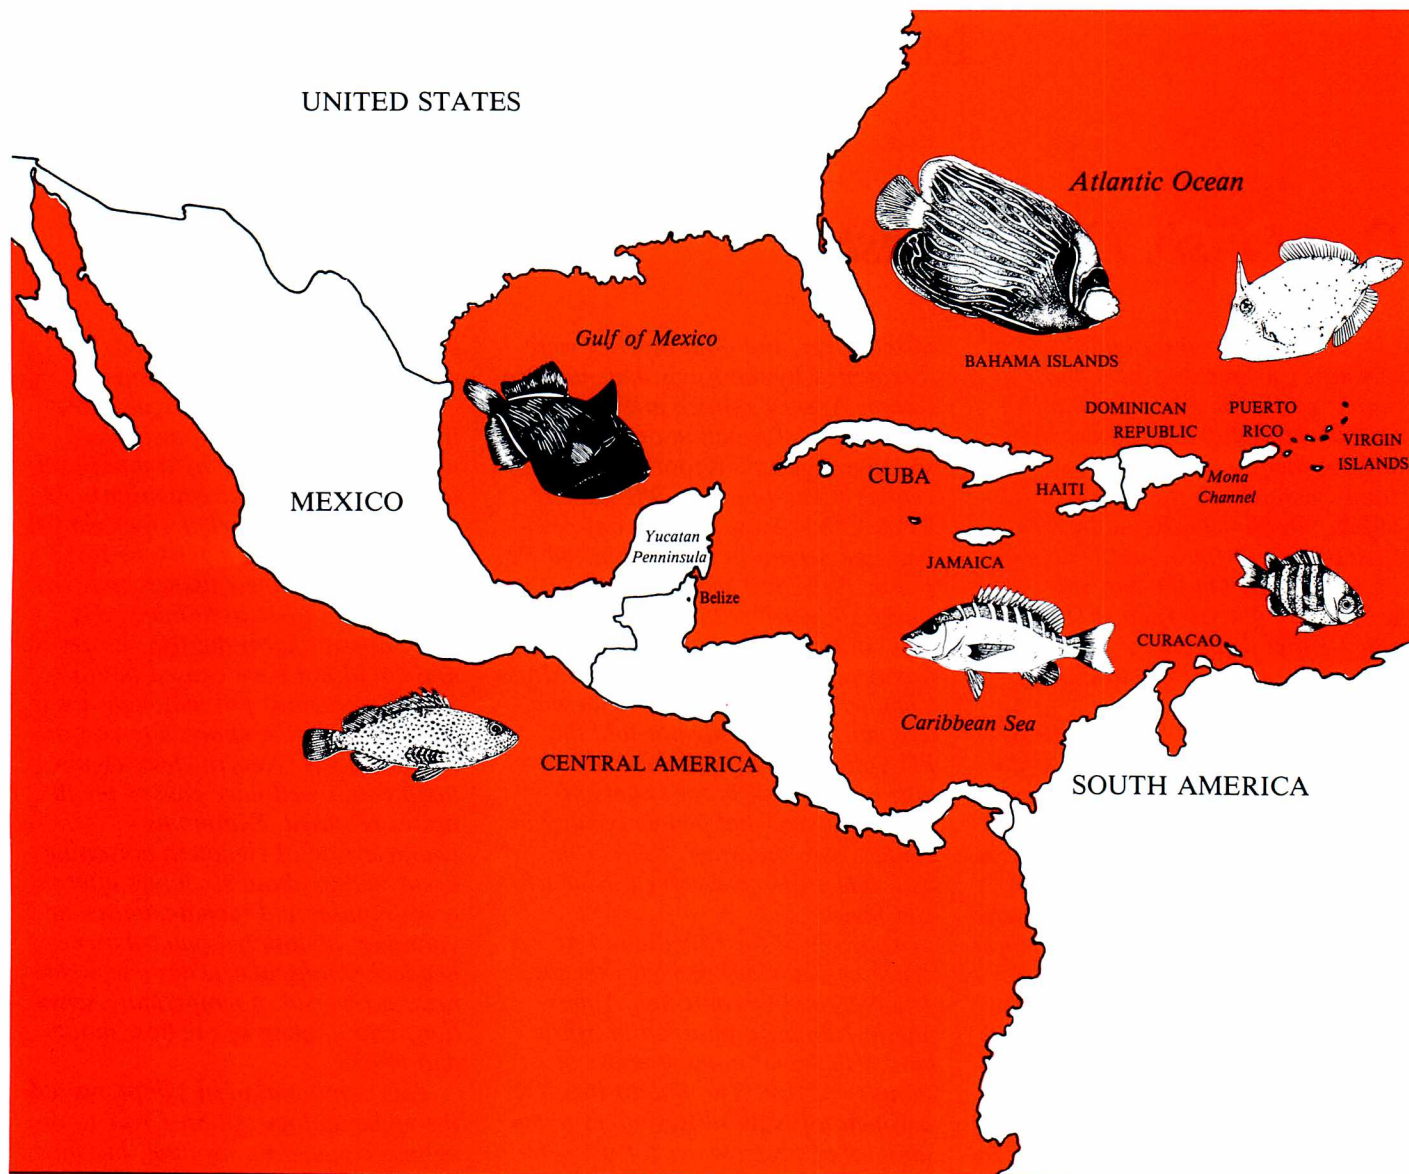 UNITED STATES
Atlantic Ocean
Gulf of Mexico
BAHAMA ISLANDS
DOMINICAN
REPUBLIC
PUERTO
RICO
VIRGIN
ISLANDS
CUBA
HAITI
Mona
Channel
MEXICO
Yucatan
Penninsula
JAMAICA
Belize
CURACAO
Caribbean Sea
CENTRAL AMERICA
SOUTH AMERICA